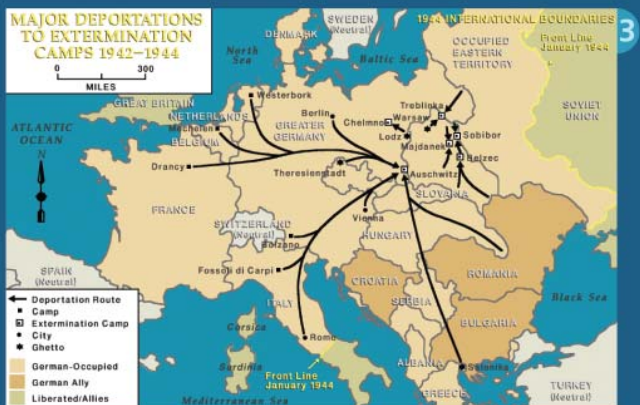 MAJOR DEPORTATIONS
TO EXTERMINATION
CAMPS 1942–1944
0 300
MILES
1944 INTERNATIONAL BOUNDARIES
3
SWEDEN
(Neutral)
DENMARK
OCCUPIED
EASTERN
TERRITORY
Front Line
January 1944
North
Sea
Baltic Sea
SOVIET
UNION
GREAT BRITAIN
NETHERLANDS
Westerbork
Berlin
Treblinka
Chelmno
Warsaw
ATLANTIC
OCEAN
N
Mechelen
BELGIUM
GREATER
GERMANY
Lodz
Sobibor
Majdanek
Belzec
Drancy
Theresienstadt
Auschwitz
SLOVAKIA
FRANCE
Vienna
SWITZERLAND
(Neutral)
Bolzano
HUNGARY
SPAIN
(Neutral)
Fossoli di Carpi
CROATIA
ROMANIA
ITALY
SERBIA
Black Sea
Corsica
BULGARIA
Rome
Sardinia
ALBANIA
Salonika
Front Line
January 1944
GREECE
TURKEY
(Neutral)
Mediterranean Sea
Deportation Route
Camp
Extermination Camp
City
Ghetto
German-Occupied
German Ally
Liberated/Allies